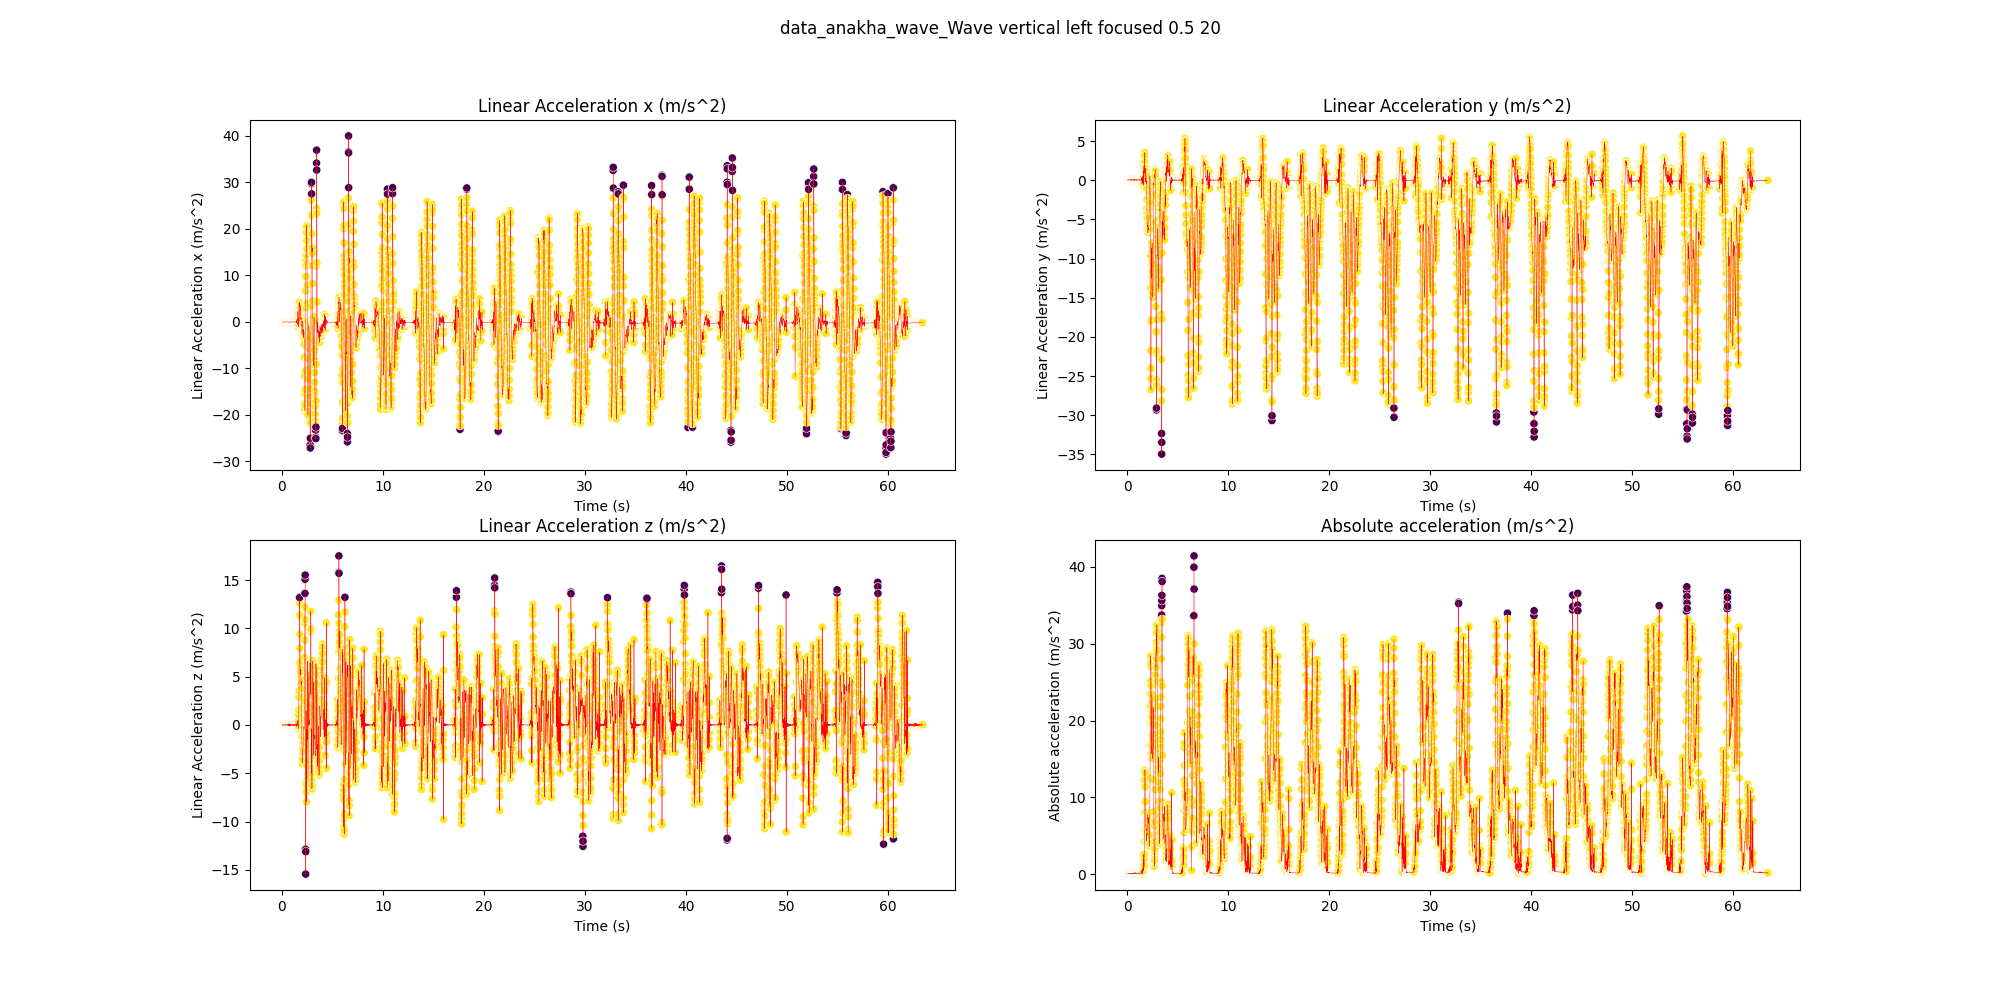 data_anakha_wave_Wave vertical left focused 0.5 20
Linear Acceleration x (m/s^2)
Linear Acceleration x (m/s^2)
40
30
20
10
0
−10
−20
−30
0 10 20 30 40 50 60
Time (s)
Linear Acceleration y (m/s^2)
Linear Acceleration y (m/s^2)
5
0
−5
−10
−15
−20
−25
−30
−35
0 10 20 30 40 50 60
Time (s)
Linear Acceleration z (m/s^2)
Linear Acceleration z (m/s^2)
15
10
5
0
−5
−10
−15
0 10 20 30 40 50 60
Time (s)
Absolute acceleration (m/s^2)
Absolute acceleration (m/s^2)
40
30
20
10
0
0 10 20 30 40 50 60
Time (s)